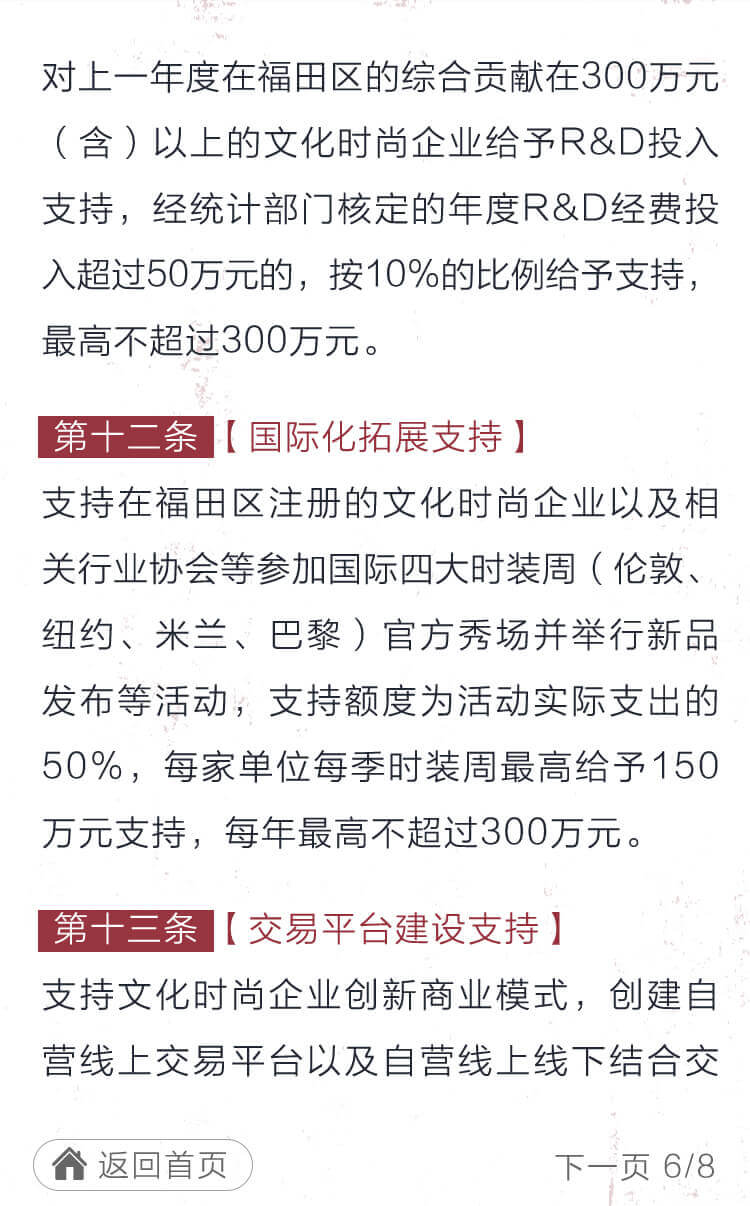 对上一年度在福田区的综合贡献在300万元
（含）以上的文化时尚企业给予R&D投入
支持，经统计部门核定的年度R&D经费投
入超过50万元的，按10%的比例给予支持，
最高不超过300万元。
第十二条【国际化拓展支持】
支持在福田区注册的文化时尚企业以及相
关行业协会等参加国际四大时装周（伦敦、
纽约、米兰、巴黎）官方秀场并举行新品
发布等活动，支持额度为活动实际支出的
50%，每家单位每季时装周最高给予150
万元支持，每年最高不超过300万元。
第十三条【交易平台建设支持】
支持文化时尚企业创新商业模式，创建自
营线上交易平台以及自营线上线下结合交
返回首页 下一页 6/8